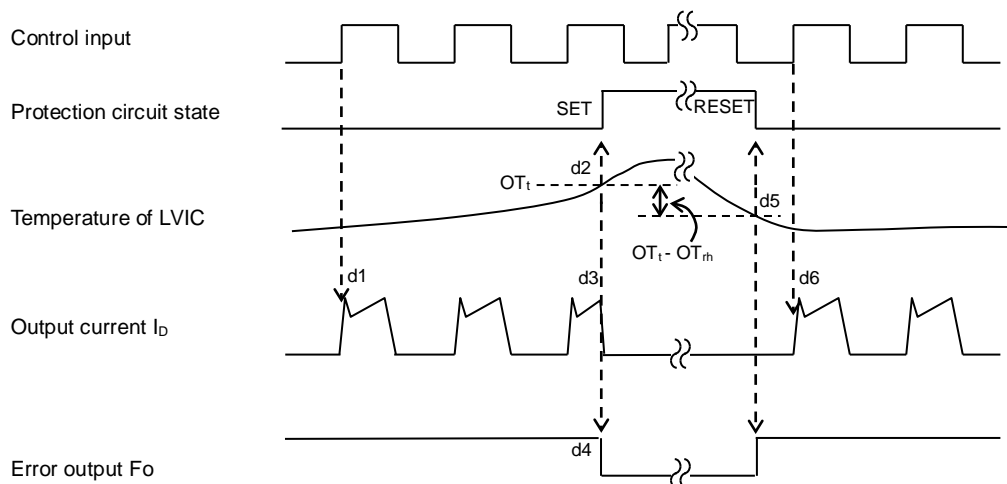 Control input
Protection circuit state
SET
RESET
d2
OTt
d5
Temperature of LVIC
OTt - OTrh
d1
d3
d6
Output current ID
d4
Error output Fo